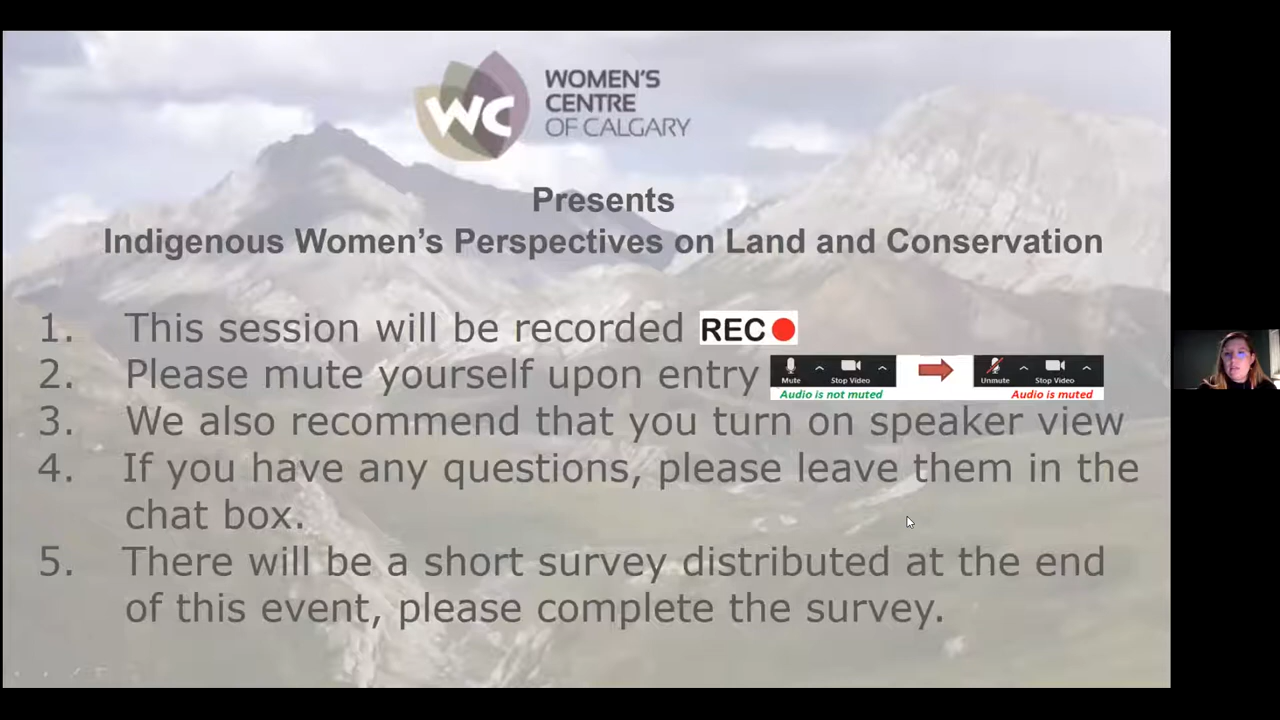 WC
WOMEN'S
CENTRE
OF CALGARY
Presents
Indigenous Women's Perspectives on Land and Conservation
1. This session will be recorded REC
2. Please mute yourself upon entry Mute Stop Video Unmute Stop Video
Audio is not muted Audio is muted
3. We also recommend that you turn on speaker view
4. If you have any questions, please leave them in the
chat box.
5. There will be a short survey distributed at the end
of this event, please complete the survey.